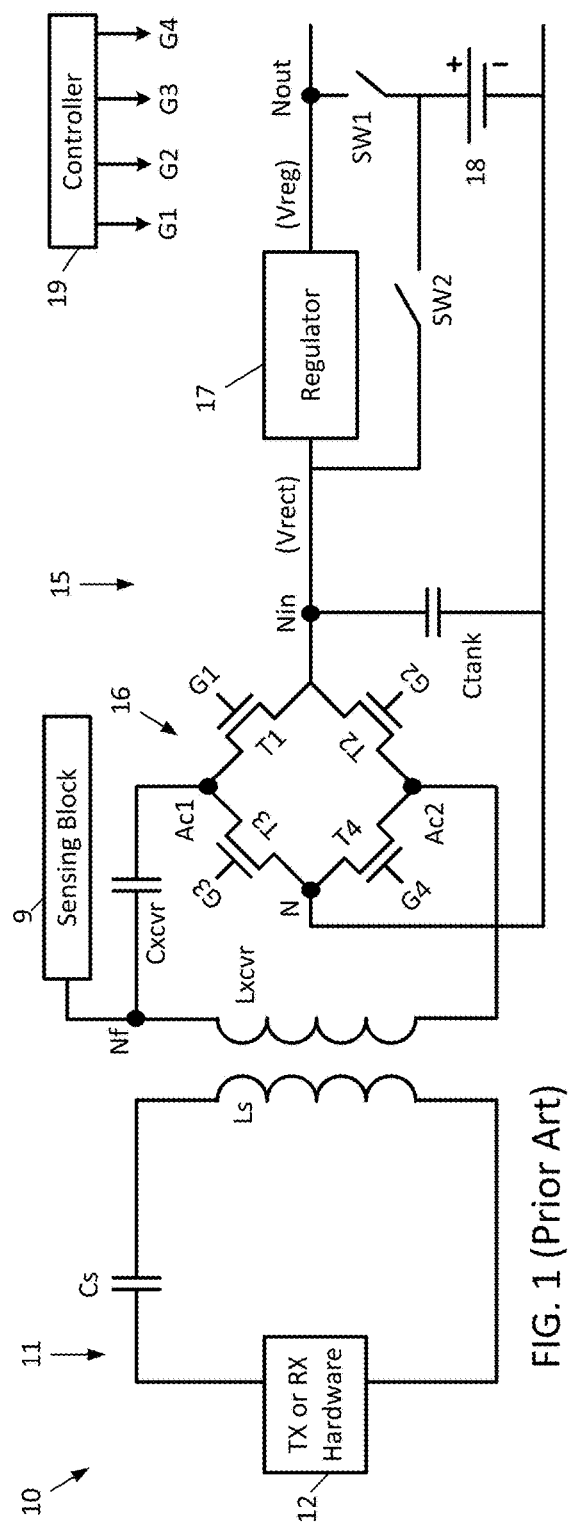 10
11
12
TX or RX
Hardware
Cs
Ls
Lxcvr
Nf
Cxcvr
9
Sensing Block
15
16
Ac1
Ac2
N
T1
T2
T3
T4
G1
G2
G3
G4
Nin
Ctank
(Vrect)
17
Regulator
(Vreg)
Nout
SW1
SW2
18
+
-
19
Controller
G1
G2
G3
G4
FIG. 1 (Prior Art)